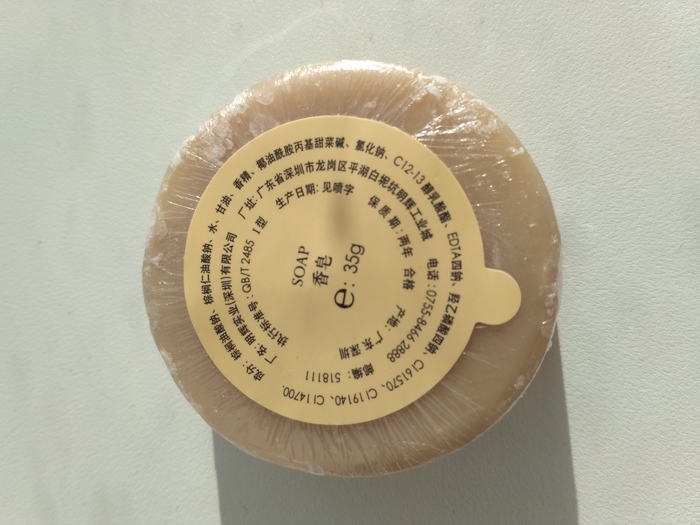 成分: 棕榈油酸钠、棕榈仁油酸钠、水、甘油、香精、椰油酰胺丙基甜菜碱、氯化钠、C12-13 醇乳酸酯、EDTA四钠、羟乙磷酸四钠、CI 61570、CI 19140、CI 14700.
厂名: 明辉实业(深圳)有限公司 厂址: 广东省深圳市龙岗区平湖白坭坑明辉工业城 电话: 0755-8466 2888 邮编: 518111
执行标准号: QB/T 2485 I 型 生产日期: 见喷字 保质期: 两年 合格 产地: 广东 深圳
SOAP
香皂
e: 35g